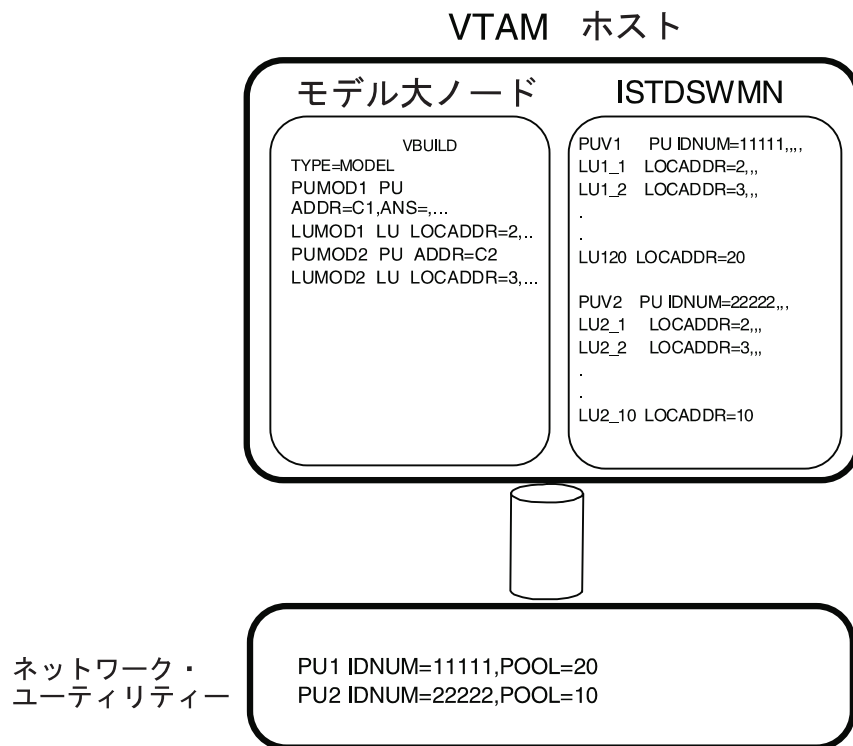 VTAM ホスト
モデル大ノード
VBUILD
TYPE=MODEL
PUMOD1 PU
ADDR=C1,ANS=,...
LUMOD1 LU LOCADDR=2,..
PUMOD2 PU ADDR=C2
LUMOD2 LU LOCADDR=3,...
ISTDSWMN
PUV1 PU IDNUM=11111,,,,
LU1_1 LOCADDR=2,,,
LU1_2 LOCADDR=3,,,
.
.
LU120 LOCADDR=20
PUV2 PU IDNUM=22222,,,
LU2_1 LOCADDR=2,,,
LU2_2 LOCADDR=3,,,
.
.
LU2_10 LOCADDR=10
ネットワーク・
ユーティリティー
PU1 IDNUM=11111,POOL=20
PU2 IDNUM=22222,POOL=10